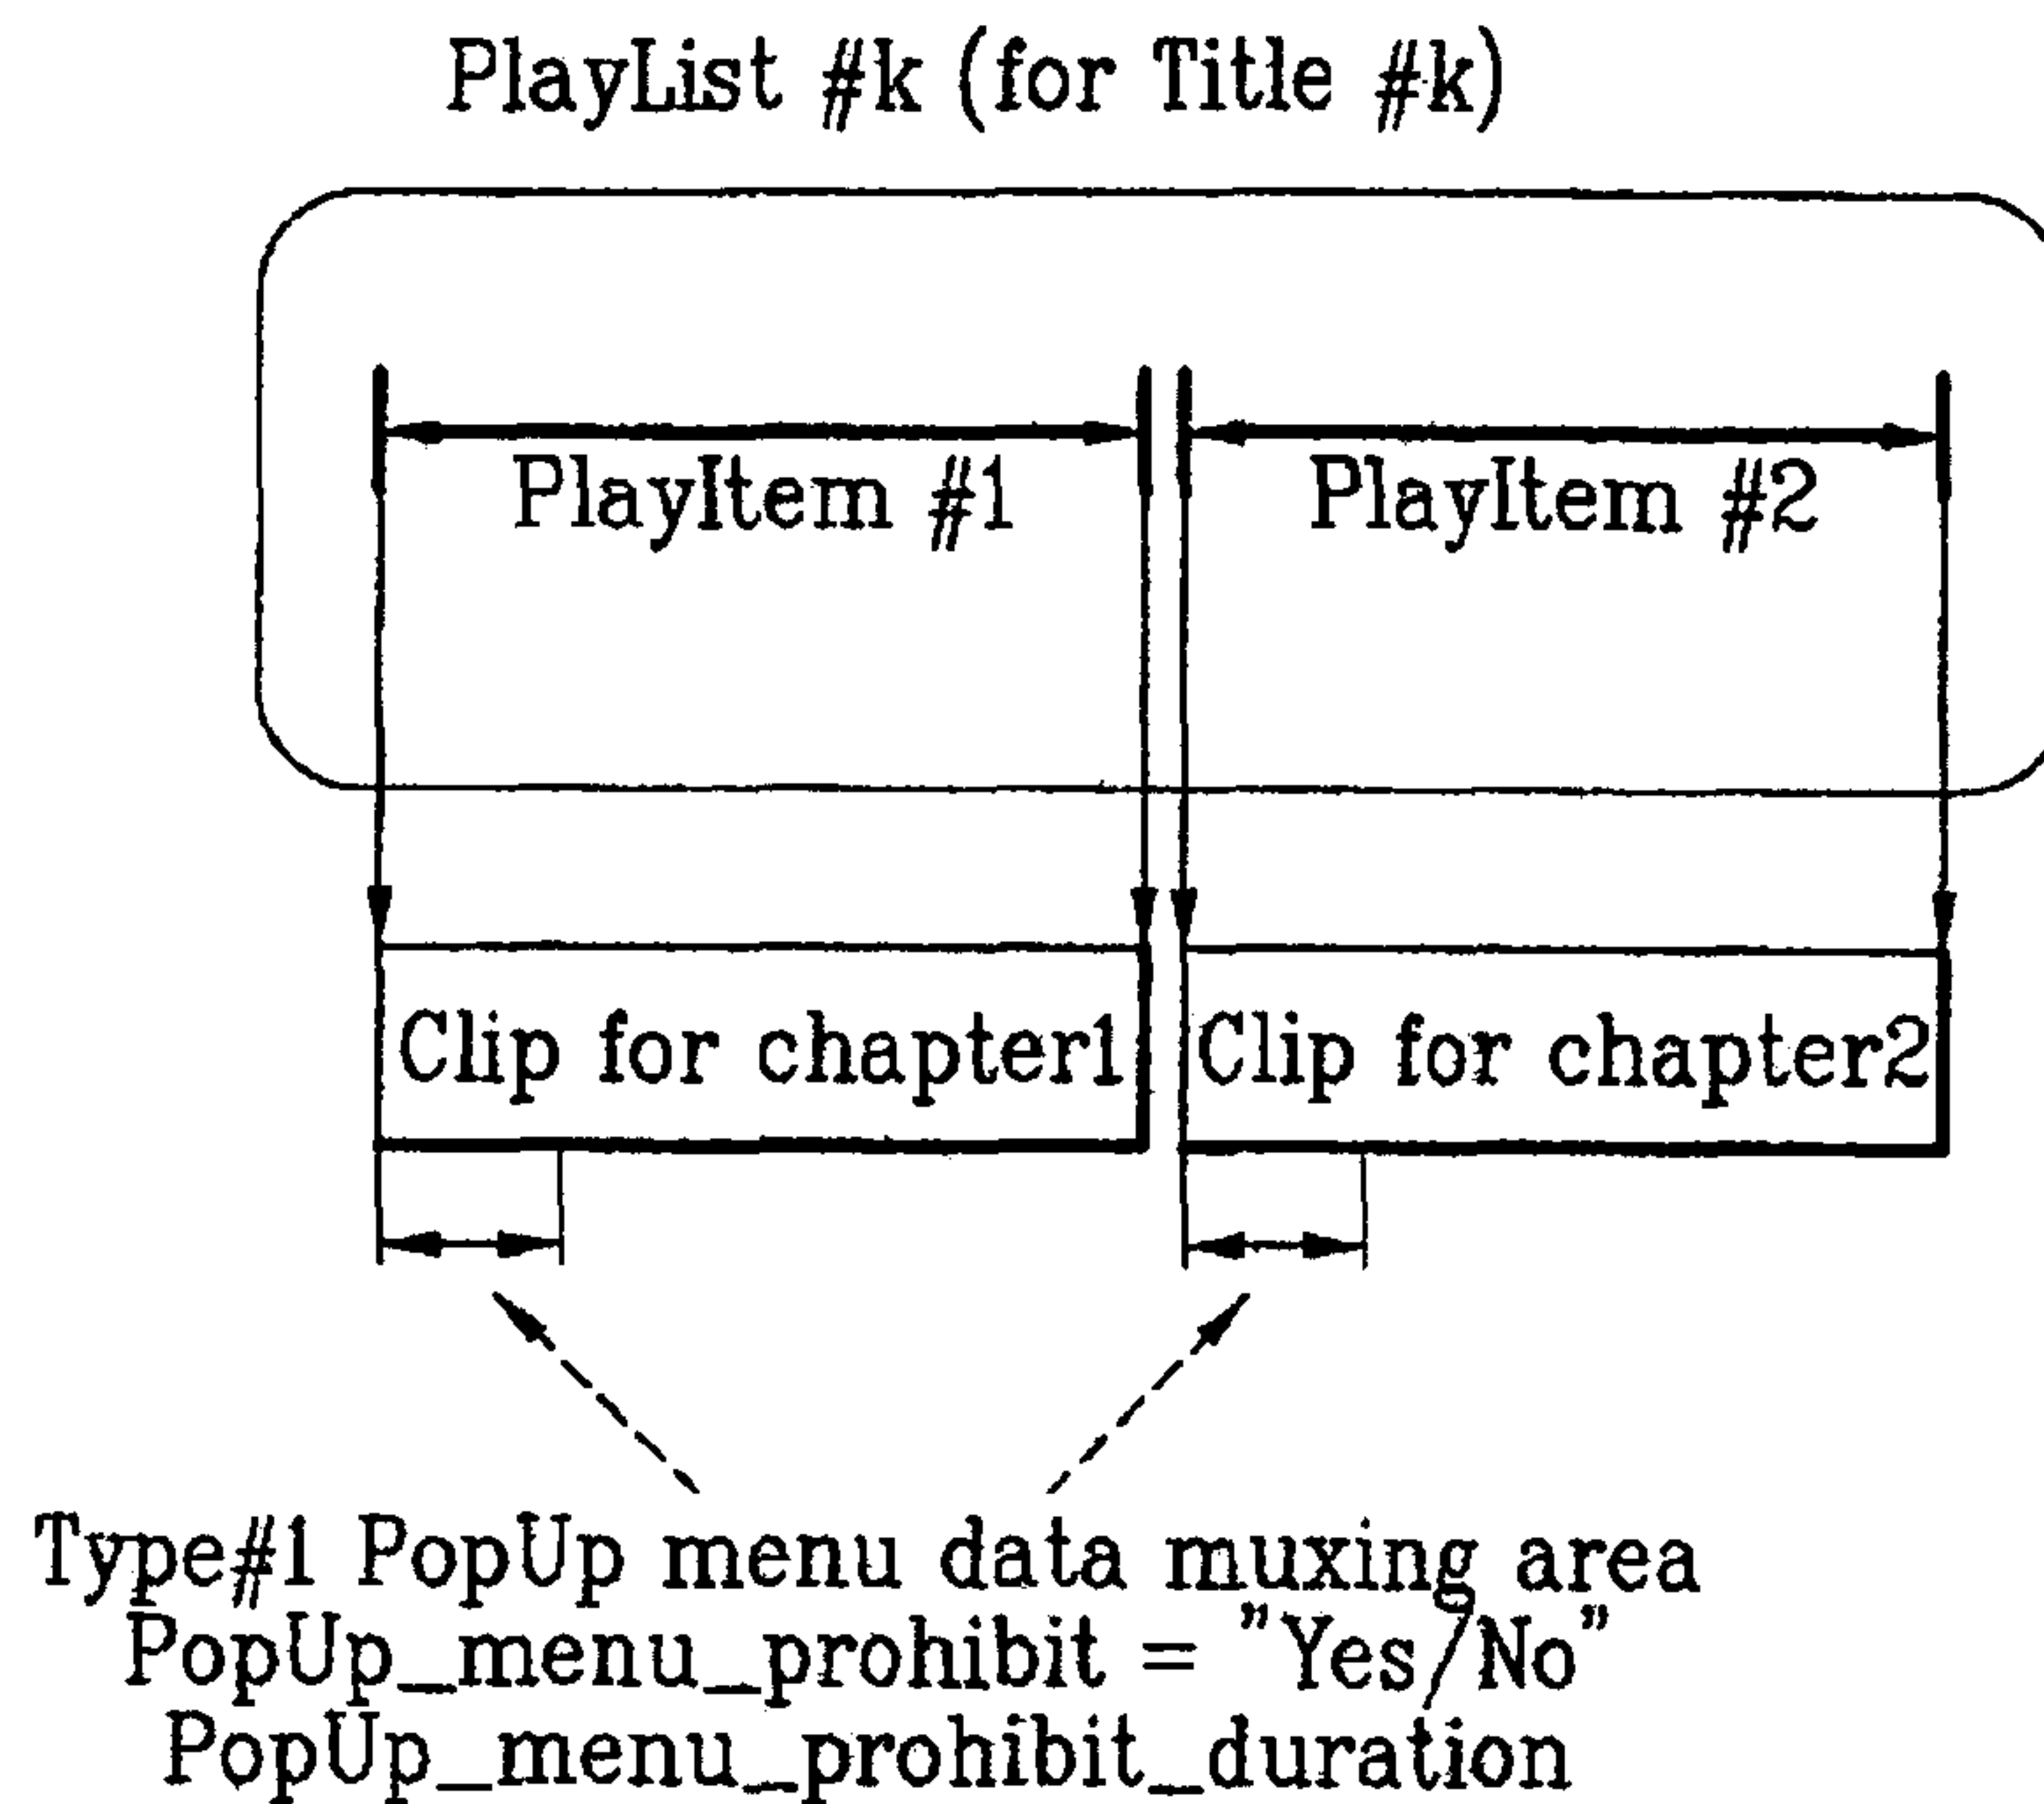 PlayList #k (for Title #k)
PlayItem #1
PlayItem #2
Clip for chapter1
Clip for chapter2
Type#1 PopUp menu data muxing area
PopUp_menu_prohibit = "Yes/No"
PopUp_menu_prohibit_duration